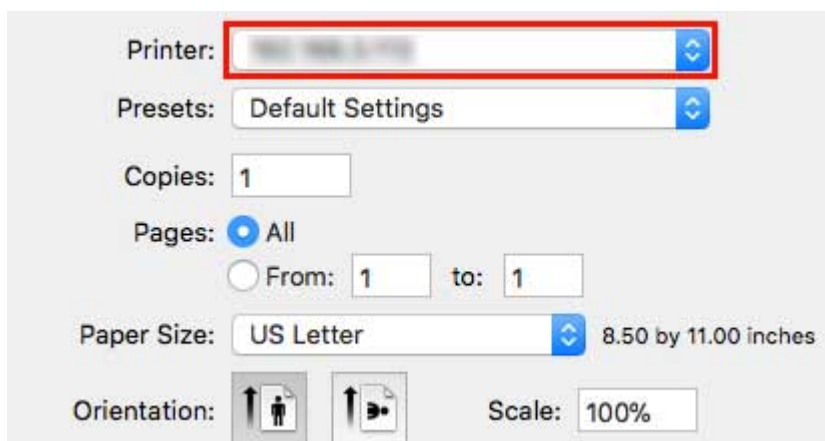 Printer:
Presets: Default Settings
Copies: 1
Pages: All
From: 1 to: 1
Paper Size: US Letter 8.50 by 11.00 inches
Orientation: Scale: 100%